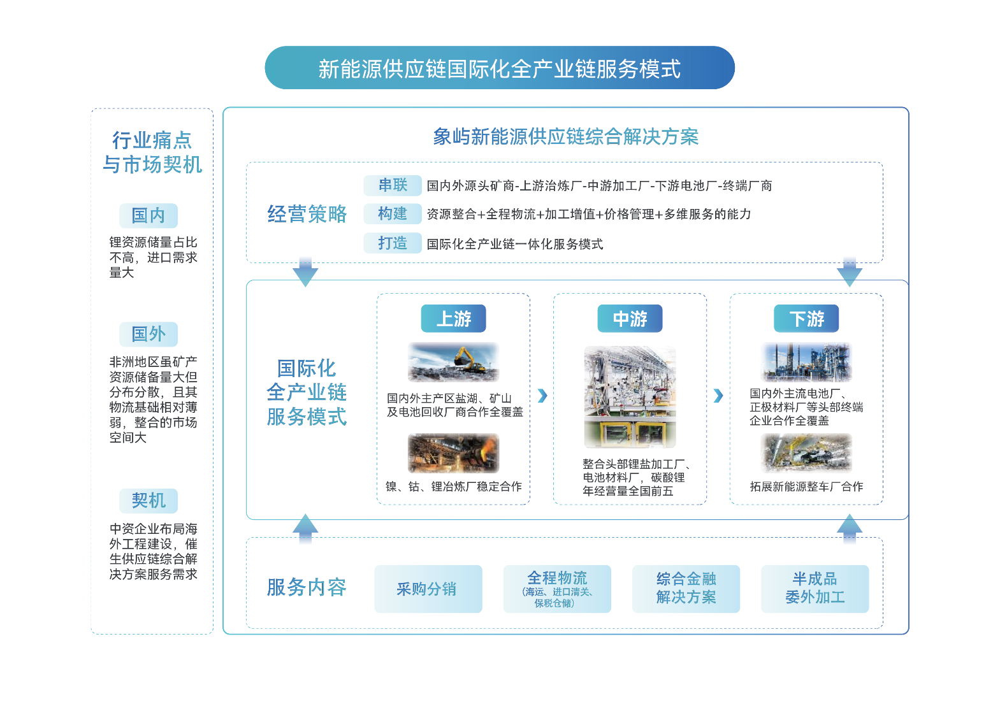 新能源供应链国际化全产业链服务模式
行业痛点
与市场契机
国内
锂资源储量占比
不高，进口需求
量大
国外
非洲地区虽矿产
资源储备量大但
分布分散，且其
物流基础相对薄
弱，整合的市场
空间大
契机
中资企业布局海
外工程建设，催
生供应链综合解
决方案服务需求
象屿新能源供应链综合解决方案
经营策略
串联
国内外源头矿商-上游治炼厂-中游加工厂-下游电池厂-终端厂商
构建
资源整合+全程物流+加工增值+价格管理+多维服务的能力
打造
国际化全产业链一体化服务模式
国际化
全产业链
服务模式
上游
国内外主产区盐湖、矿山
及电池回收厂商合作全覆盖
镍、钴、锂冶炼厂稳定合作
中游
整合头部锂盐加工厂、
电池材料厂，碳酸锂
年经营量全国前五
下游
国内外主流电池厂、
正极材料厂等头部终端
企业合作全覆盖
拓展新能源整车厂合作
服务内容
采购分销
全程物流
（海运、进口清关、
保税仓储）
综合金融
解决方案
半成品
委外加工